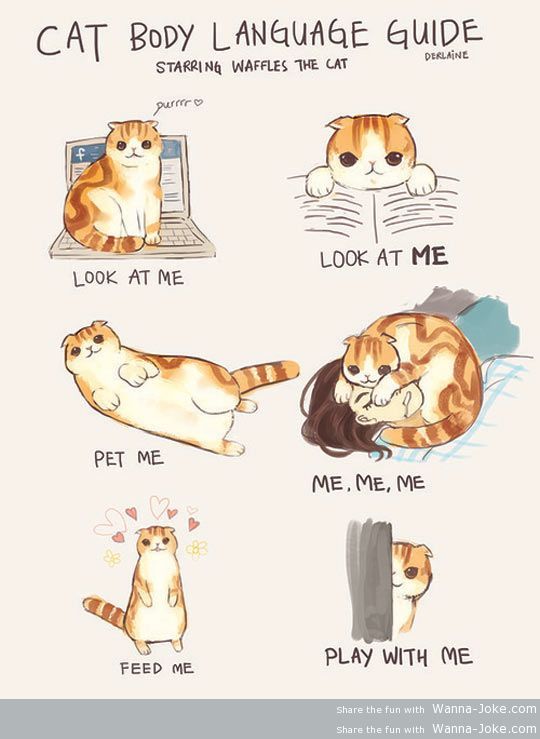 CAT BODY LANGUAGE GUIDE
DERLAINE
STARRING WAFFLES THE CAT
purrrr ♡
f
LOOK AT ME
LOOK AT ME
PET ME
ME, ME, ME
FEED ME
PLAY WITH ME
Share the fun with Wanna-Joke.com
Share the fun with Wanna-Joke.com